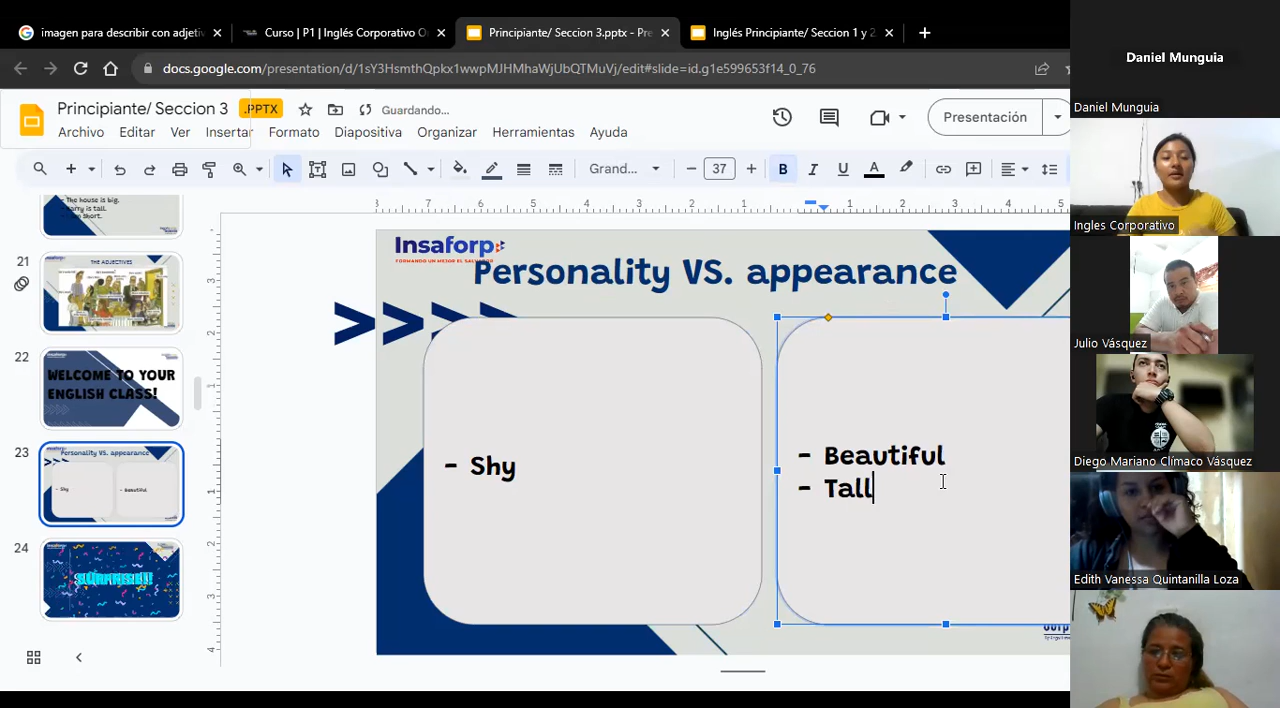 imagen para describir con adjetiv
Curso | P1 | Inglés Corporativo O
Principiante/ Seccion 3.pptx - Pre
Inglés Principiante/ Seccion 1 y 2
docs.google.com/presentation/d/1sY3HsmthQpkx1wwpMJHMhaWjUbQTMuVj/edit#slide=id.g1e599653f14_0_76
Principiante/ Seccion 3 .PPTX Guardando...
Archivo Editar Ver Insertar Formato Diapositiva Organizar Herramientas Ayuda
Presentación
Grand... 37
The house is big.
is tall.
short.
21
THE ADJECTIVES
22
WELCOME TO YOUR
ENGLISH CLASS!
23
Personality VS. appearance
- Shy
- Beautiful
24
SURPRISE!!!
Insaforp
FORMANDO UN MEJOR EL SALVADOR
Personality VS. appearance
- Shy
- Beautiful
- Tall
Daniel Munguia
Daniel Munguia
Ingles Corporativo
Julio Vásquez
Diego Mariano Clímaco Vásquez
Edith Vanessa Quintanilla Loza